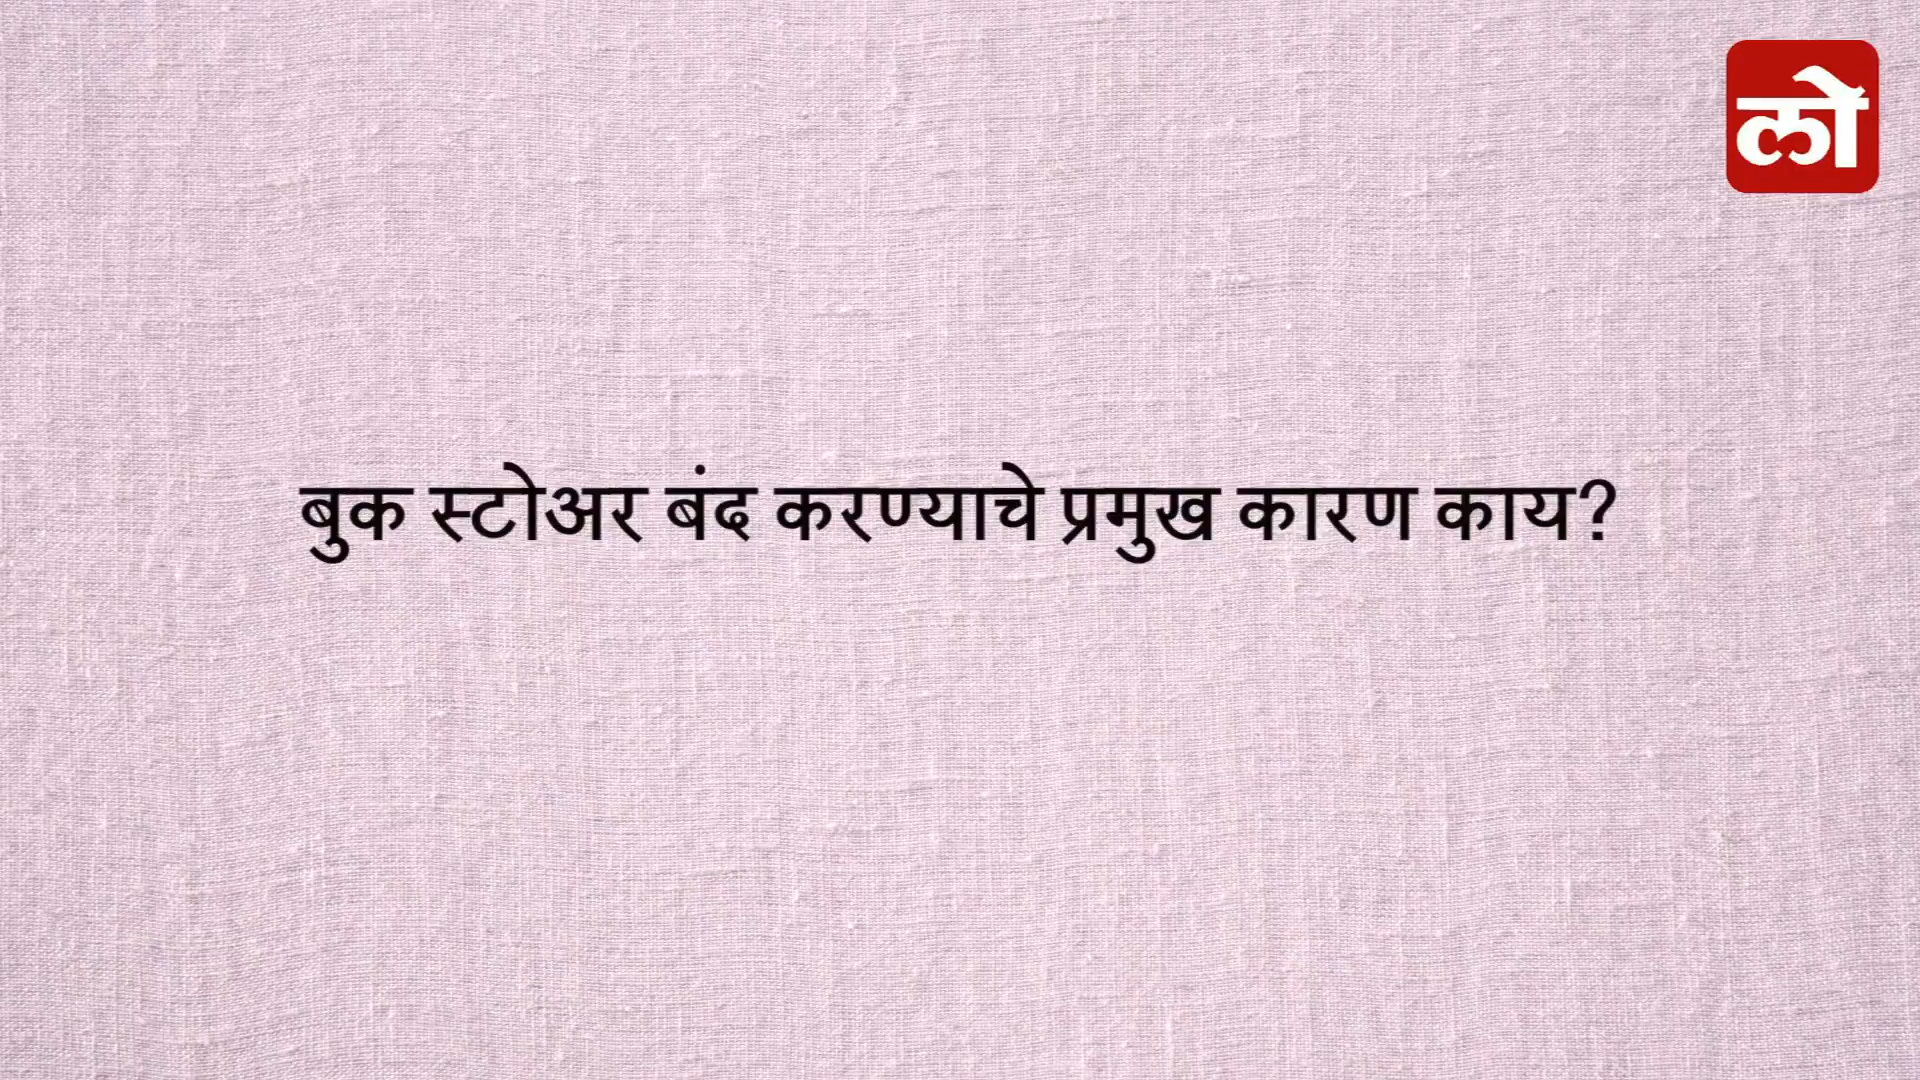 लो
बुक स्टोअर बंद करण्याचे प्रमुख कारण काय?